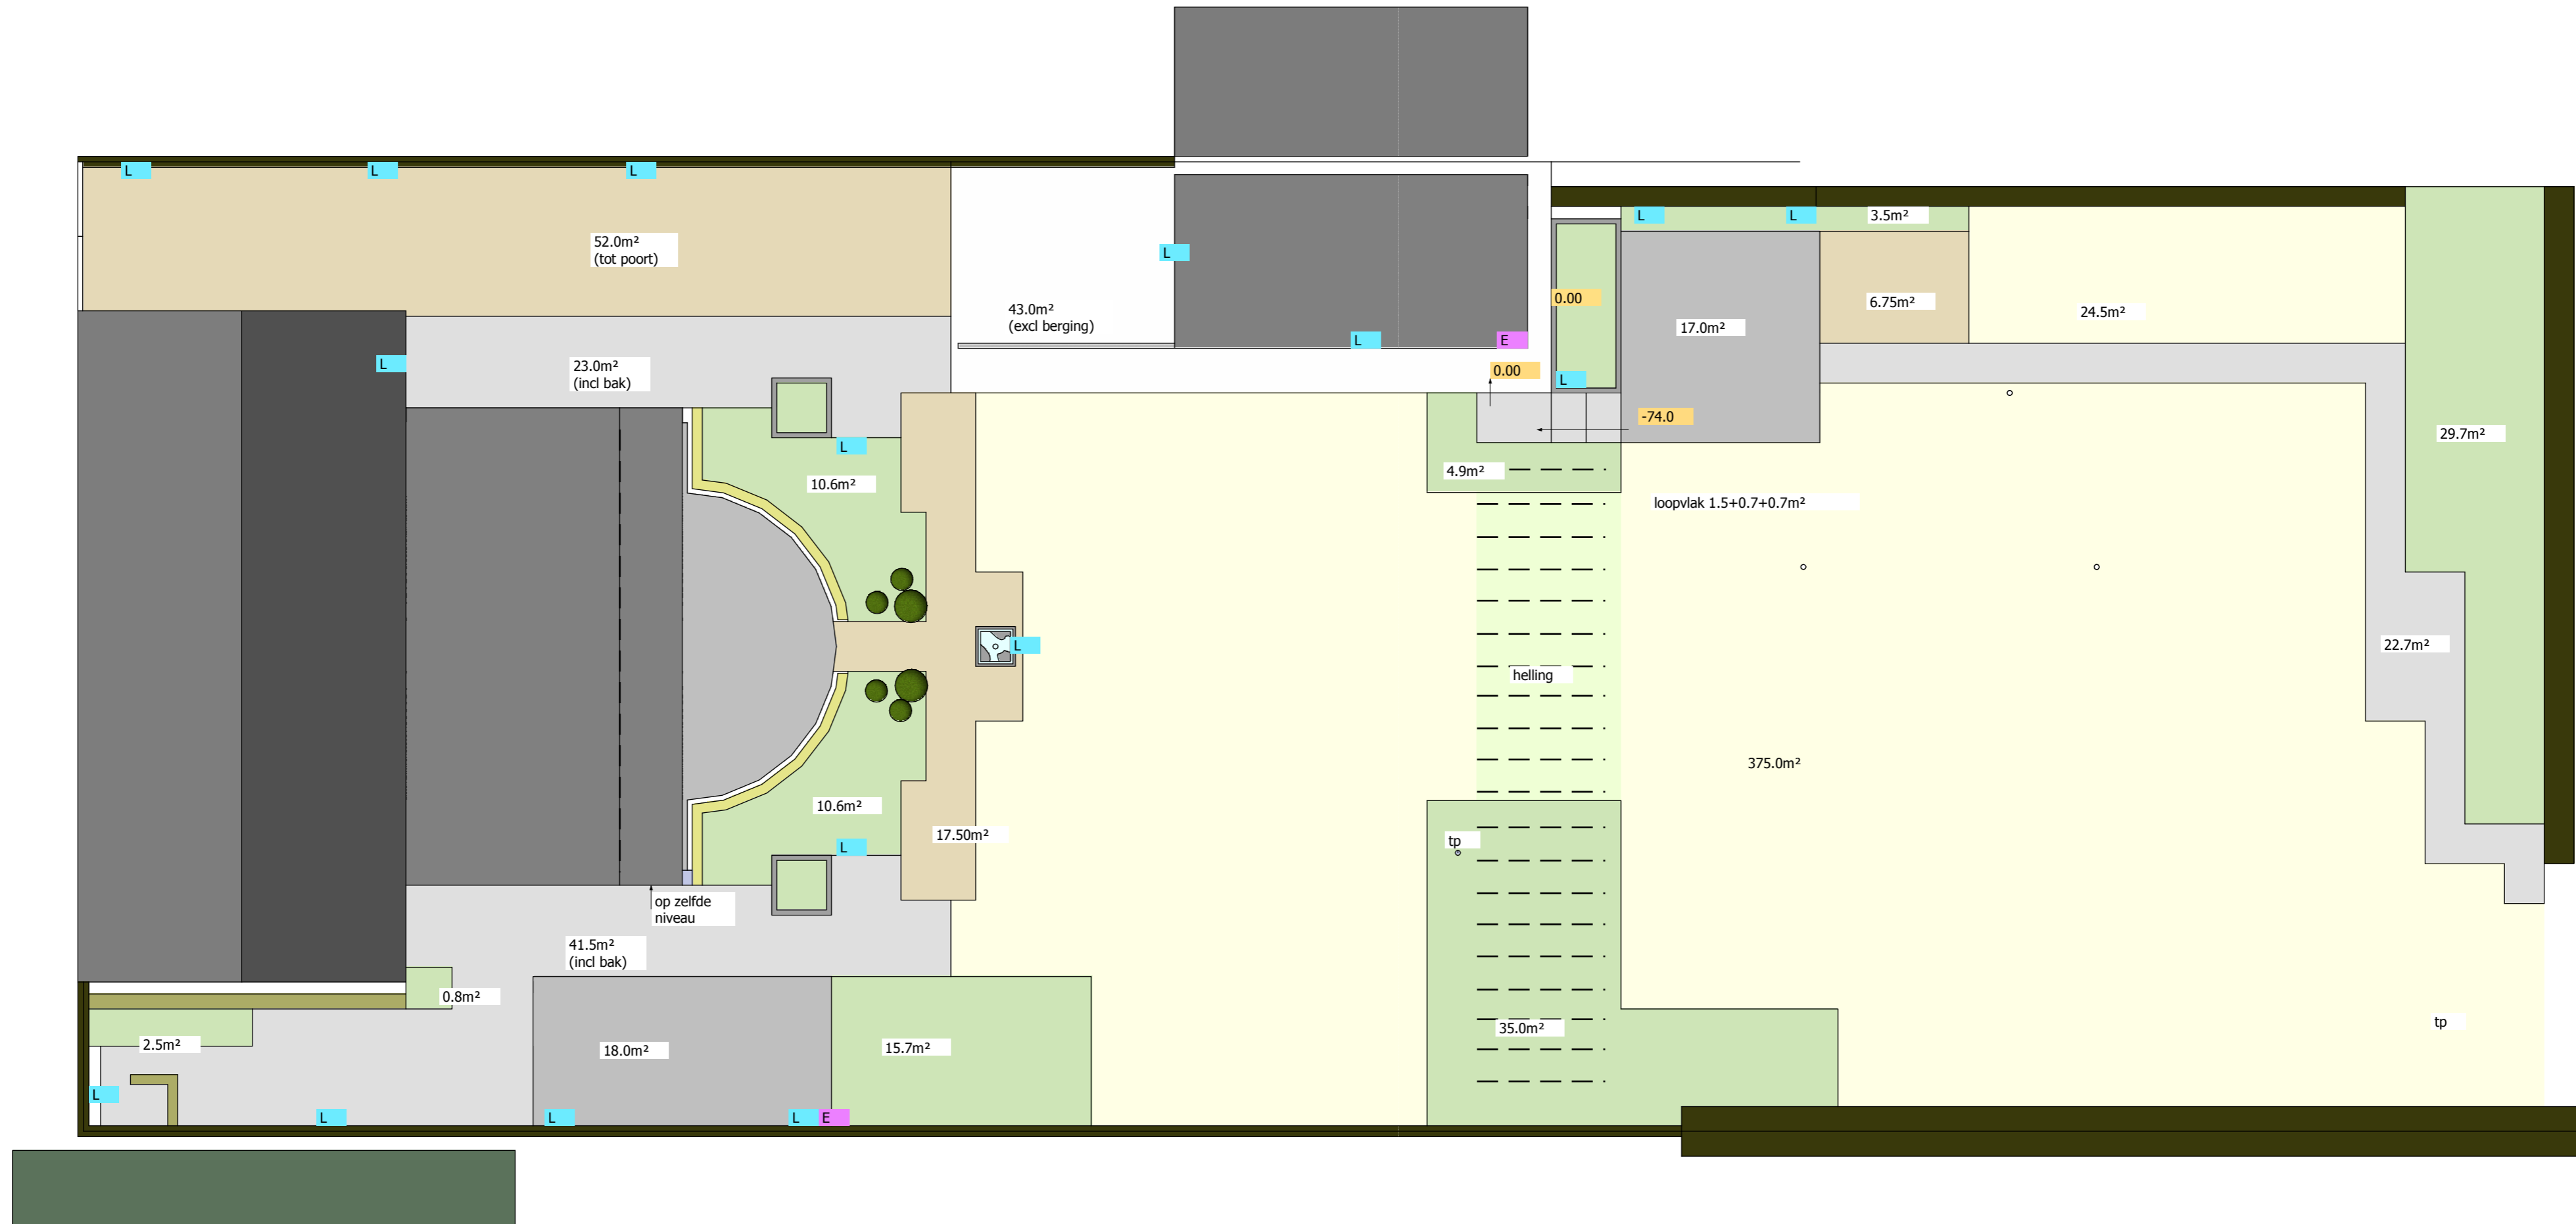 L
L
L
3.5m²
L
L
52.0m²
(tot poort)
L
0.00
6.75m²
24.5m²
43.0m²
(excl berging)
17.0m²
L
E
23.0m²
(incl bak)
L
0.00
L
-74.0
29.7m²
L
4.9m²
10.6m²
loopvlak 1.5+0.7+0.7m²
L
22.7m²
helling
375.0m²
10.6m²
17.50m²
tp
L
op zelfde
niveau
41.5m²
(incl bak)
0.8m²
tp
35.0m²
2.5m²
18.0m²
15.7m²
L
L
L
L
E